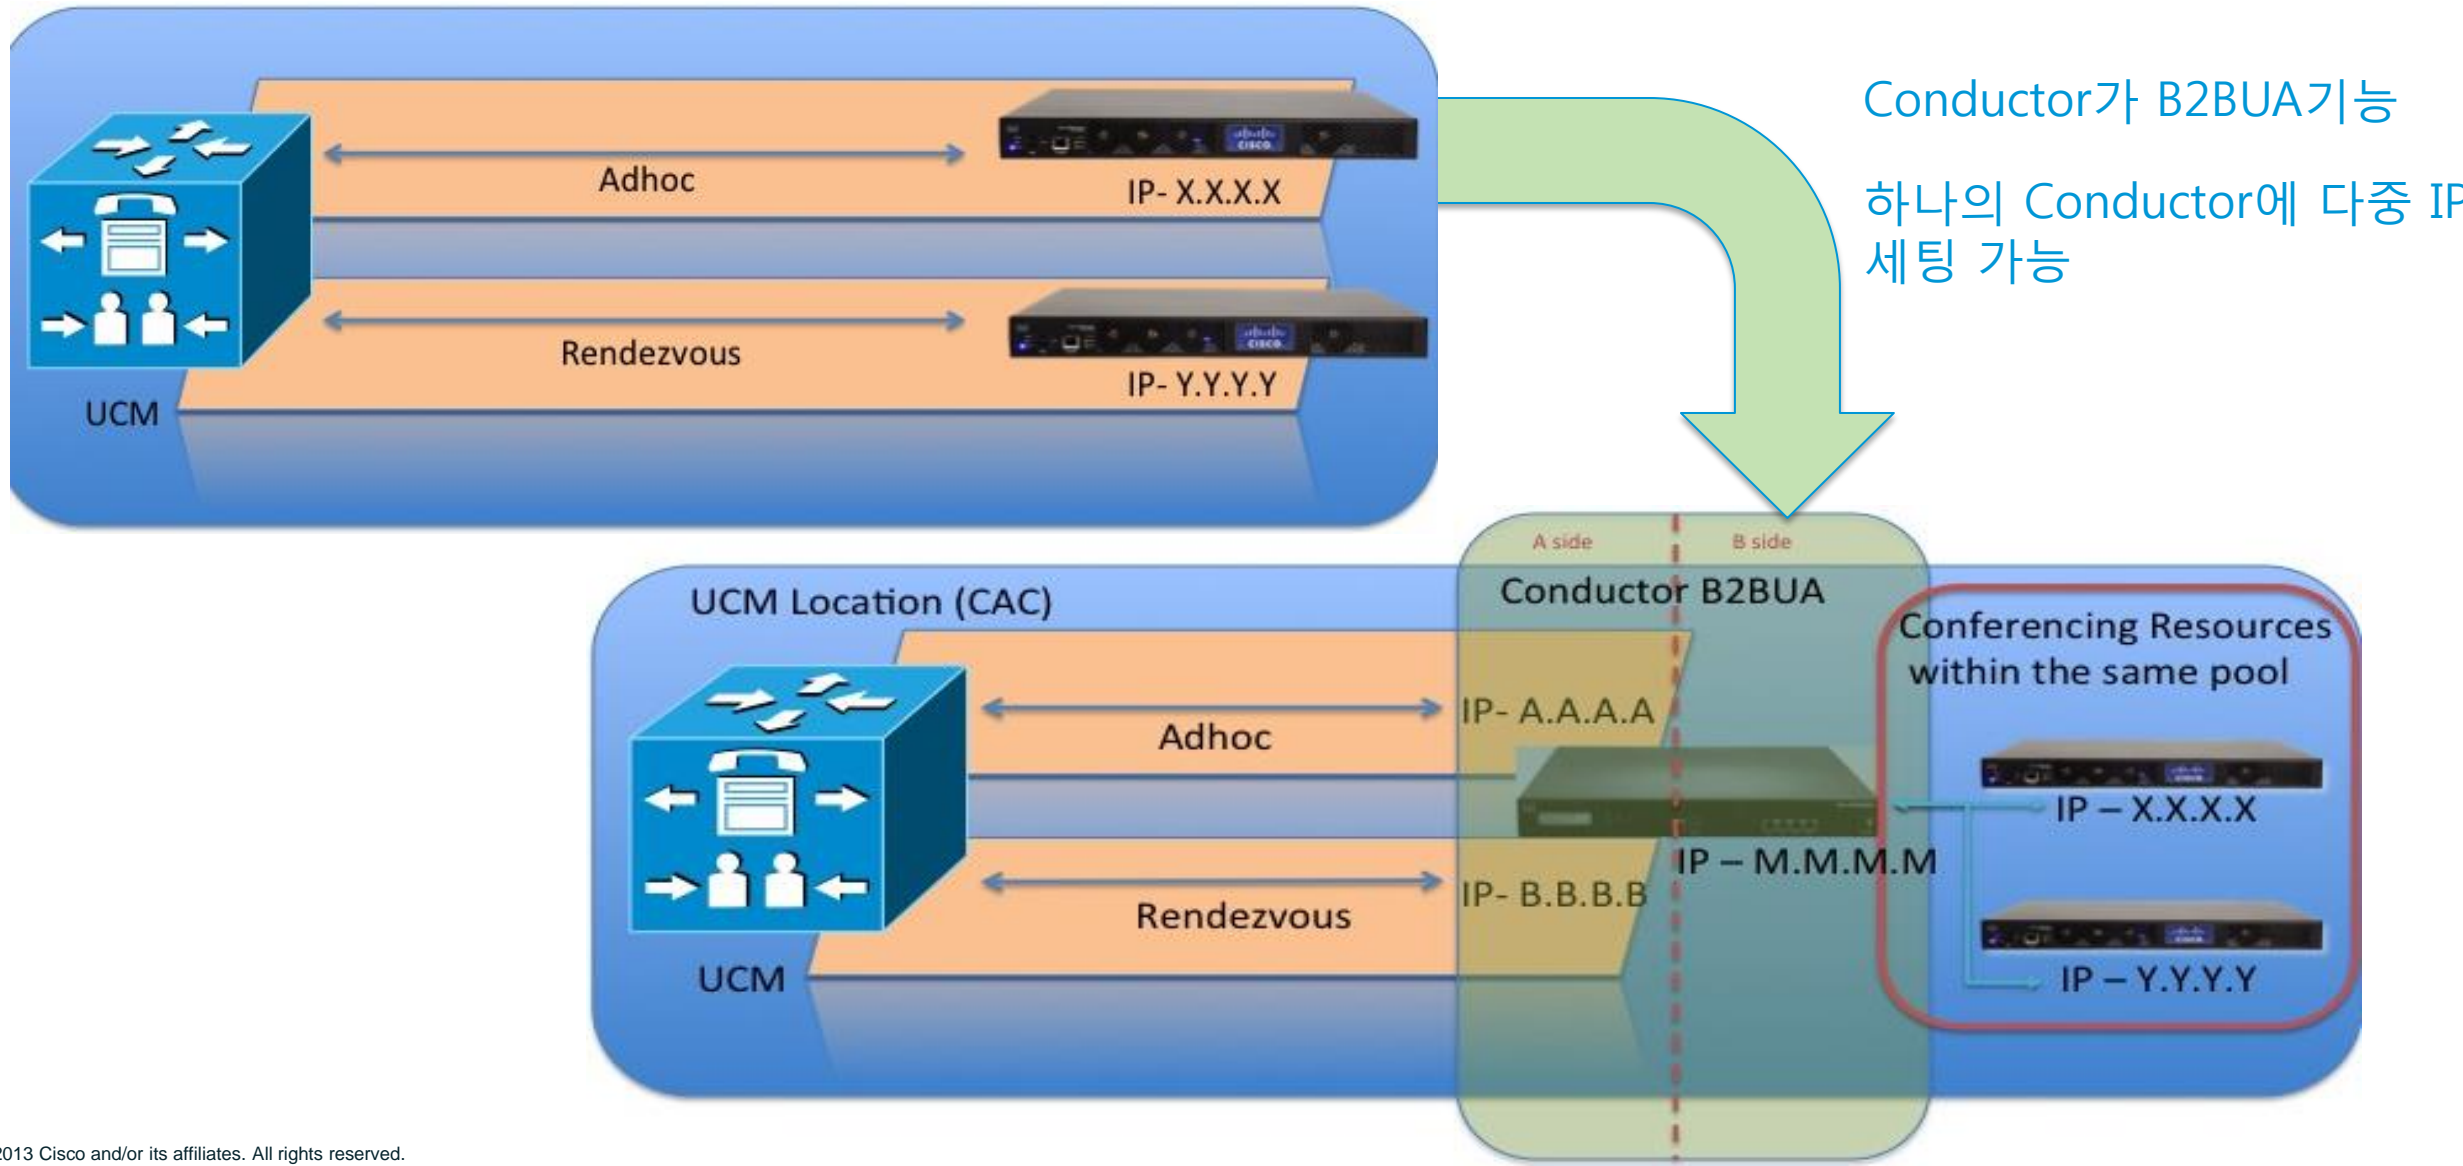 Conductor가 B2BUA기능
하나의 Conductor에 다중 IP
세팅 가능
Adhoc
CISCO
IP- X.X.X.X
Rendezvous
CISCO
IP- Y.Y.Y.Y
UCM
A side
B side
UCM Location (CAC)
Conductor B2BUA
Conferencing Resources
within the same pool
IP- A.A.A.A
Adhoc
IP – X.X.X.X
IP – M.M.M.M
IP- B.B.B.B
Rendezvous
UCM
IP – Y.Y.Y.Y
2013 Cisco and/or its affiliates. All rights reserved.